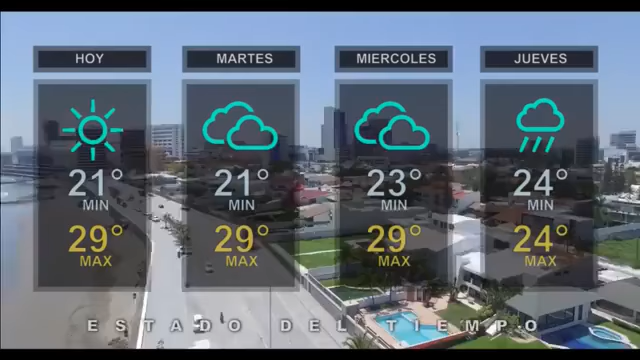 HOY
21°
MIN
29°
MAX
MARTES
21°
MIN
29°
MAX
MIERCOLES
23°
MIN
29°
MAX
JUEVES
24°
MIN
24°
MAX
ESTADO DEL TIEMPO